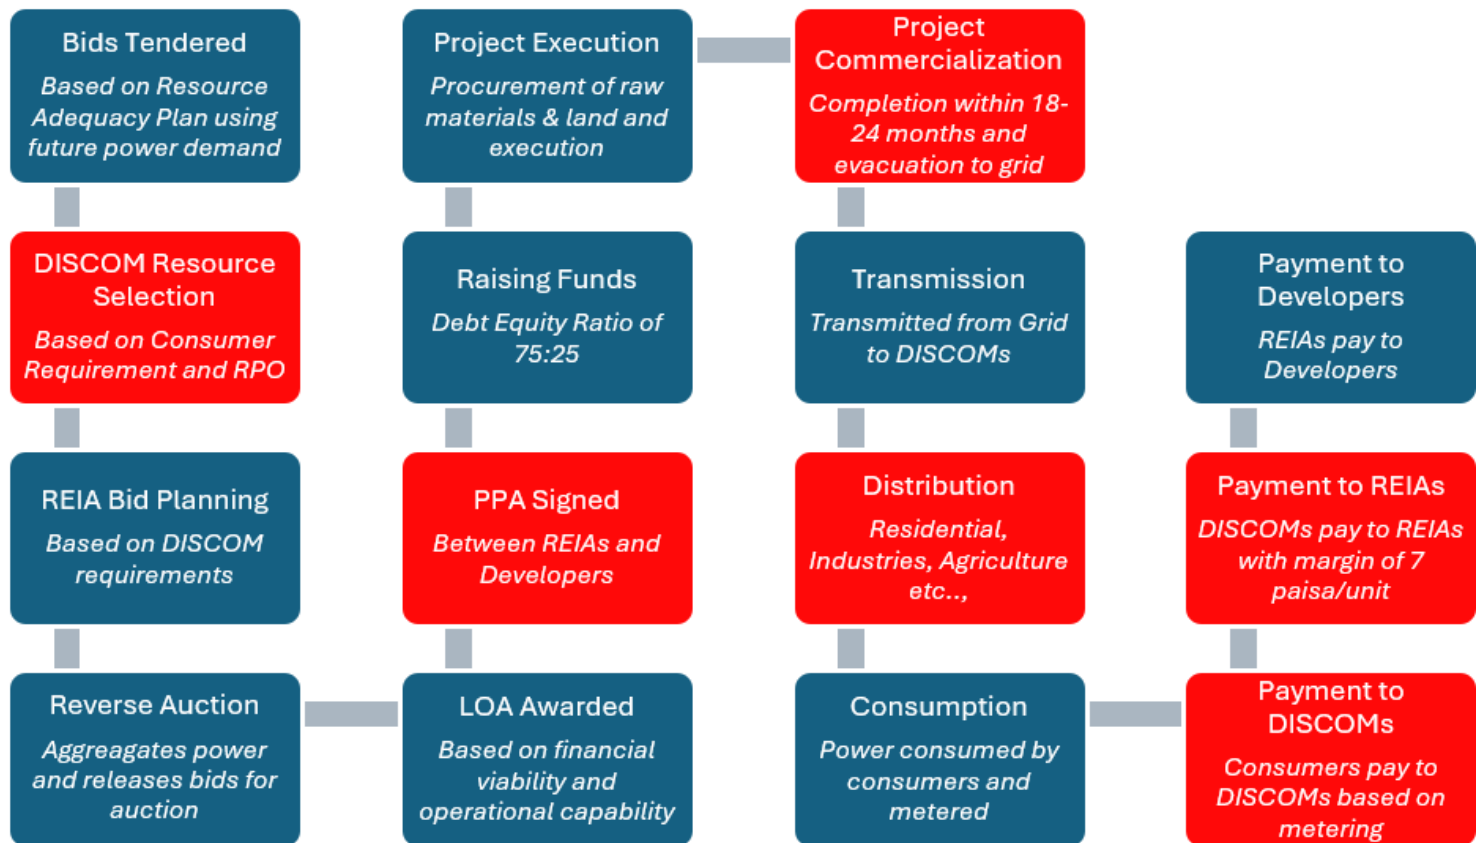 Bids Tendered
Based on Resource
Adequacy Plan using
future power demand
DISCOM Resource
Selection
Based on Consumer
Requirement and RPO
REIA Bid Planning
Based on DISCOM
requirements
Reverse Auction
Aggreagates power
and releases bids for
auction
LOA Awarded
Based on financial
viability and
operational capability
PPA Signed
Between REIAs and
Developers
Raising Funds
Debt Equity Ratio of
75:25
Project Execution
Procurement of raw
materials & land and
execution
Project
Commercialization
Completion within 18-
24 months and
evacuation to grid
Transmission
Transmitted from Grid
to DISCOMs
Distribution
Residential,
Industries, Agriculture
etc..,
Consumption
Power consumed by
consumers and
metered
Payment to
DISCOMs
Consumers pay to
DISCOMs based on
metering
Payment to REIAs
DISCOMs pay to REIAs
with margin of 7
paisa/unit
Payment to
Developers
REIAs pay to
Developers